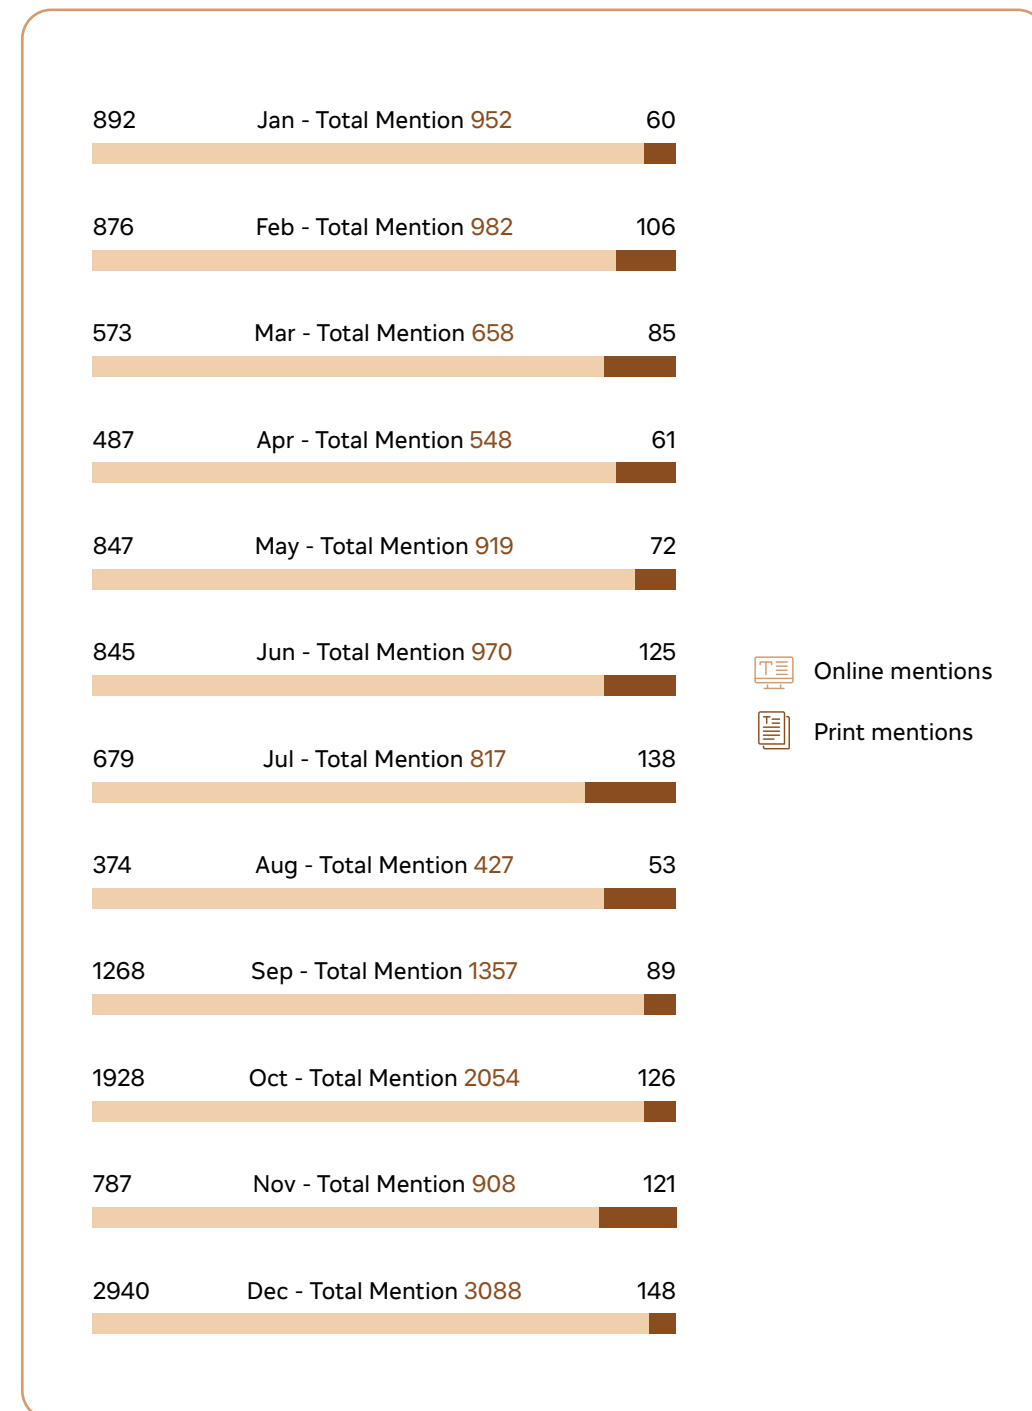 892 Jan - Total Mention 952 60
876 Feb - Total Mention 982 106
573 Mar - Total Mention 658 85
487 Apr - Total Mention 548 61
847 May - Total Mention 919 72
845 Jun - Total Mention 970 125
Online mentions
Print mentions
679 Jul - Total Mention 817 138
374 Aug - Total Mention 427 53
1268 Sep - Total Mention 1357 89
1928 Oct - Total Mention 2054 126
787 Nov - Total Mention 908 121
2940 Dec - Total Mention 3088 148